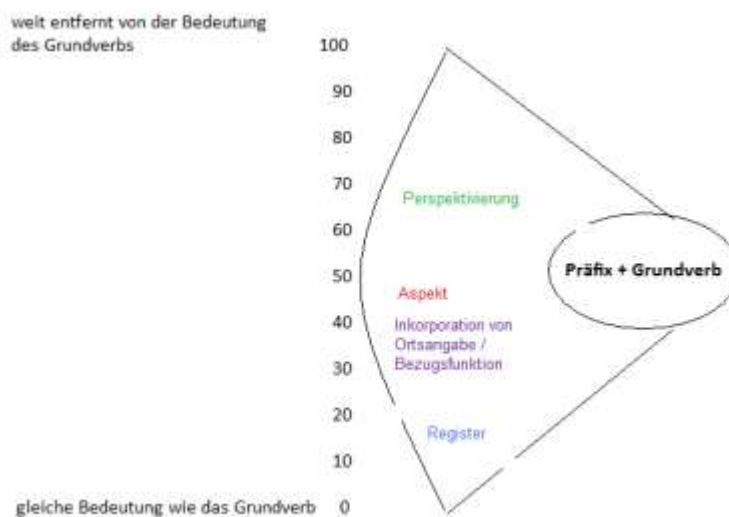 weit entfernt von der Bedeutung
des Grundverbs
100
90
80
70
Perspektivierung
60
Präfix + Grundverb
50
Aspekt
40
Inkorporation von
Ortsangabe /
Bezugsfunktion
30
20
Register
10
gleiche Bedeutung wie das Grundverb 0